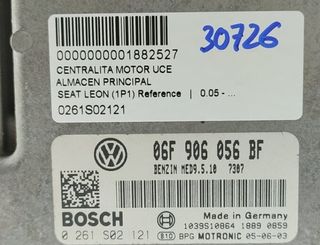 30726
0000000001882527
CENTRALITA MOTOR UCE
ALMACEN PRINCIPAL
SEAT LEON (1P1) Reference | 0.05 - ...
0261S02121
06F 906 056 BF
BENZIN MED9.5.10 7307
BOSCH
Made in Germany
1039S10864 1889 0859
0 261 S02 121
BPG MOTRONIC 05-06-03